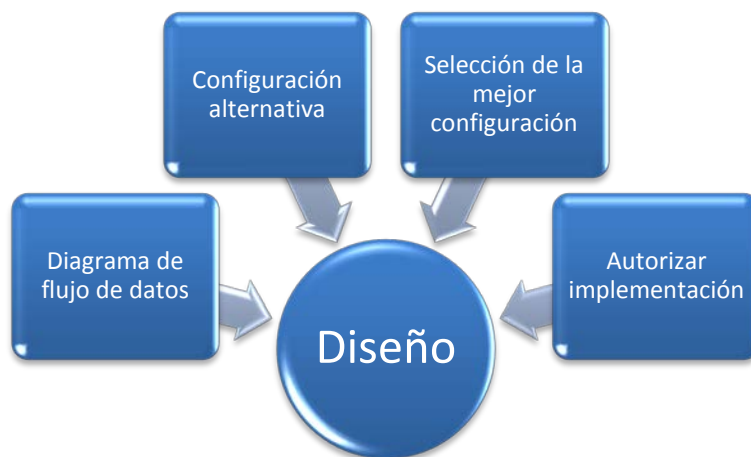 Configuración
alternativa
Selección de la
mejor
configuración
Diagrama de
flujo de datos
Autorizar
implementación
Diseño